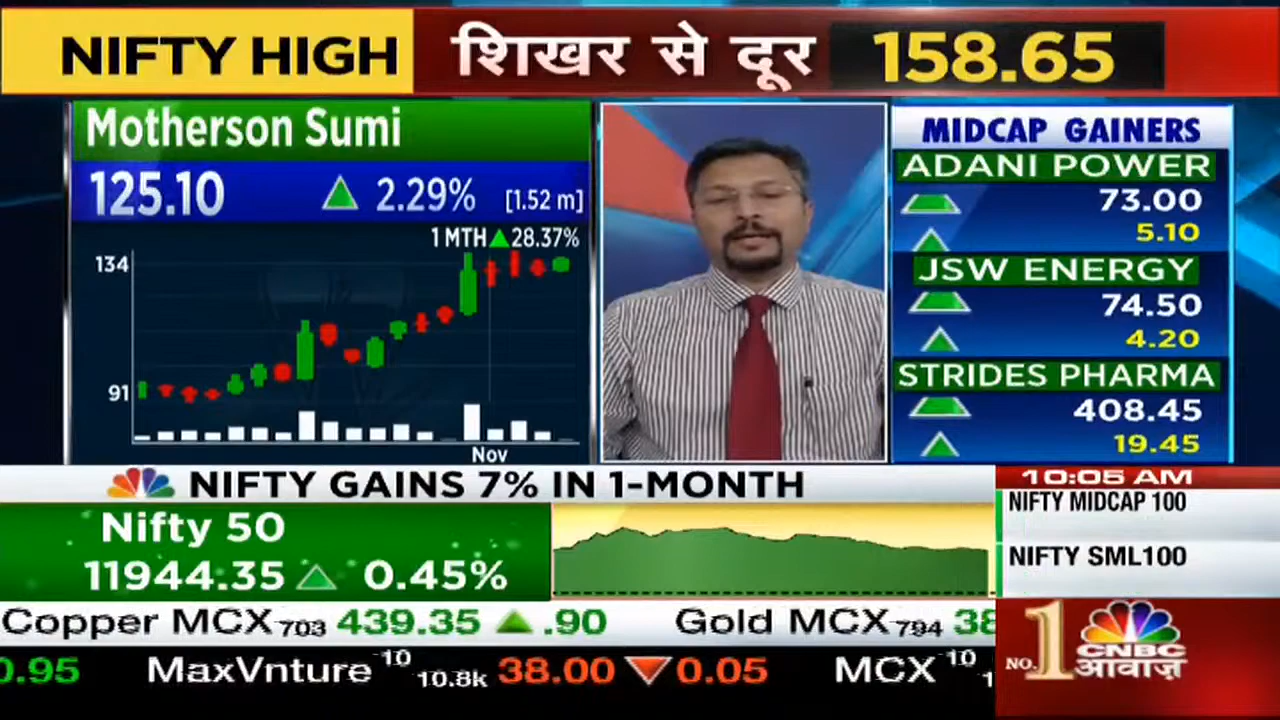 NIFTY HIGH शिखर से दूर 158.65
Motherson Sumi
125.10 2.29% [1.52 m]
1 MTH 28.37%
134
91
Nov
MIDCAP GAINERS
ADANI POWER
73.00
5.10
JSW ENERGY
74.50
4.20
STRIDES PHARMA
408.45
19.45
NIFTY GAINS 7% IN 1-MONTH
10:05 AM
Nifty 50
11944.35 0.45%
NIFTY MIDCAP 100
NIFTY SML100
Copper MCX 703 439.35 .90 Gold MCX 794 38
0.95 MaxVnture 10 10.8k 38.00 0.05 MCX 10 1
NO. 1 CNBC आवाज़